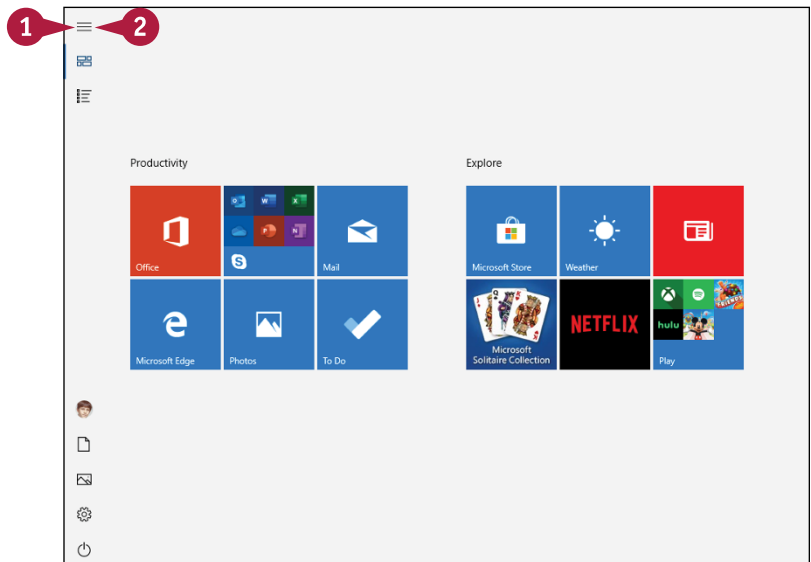 1
2
Productivity
Explore
Office
Mail
Microsoft Store
Weather
hulu
NETFLIX
Microsoft Edge
Photos
To Do
Microsoft
Solitaire Collection
Play